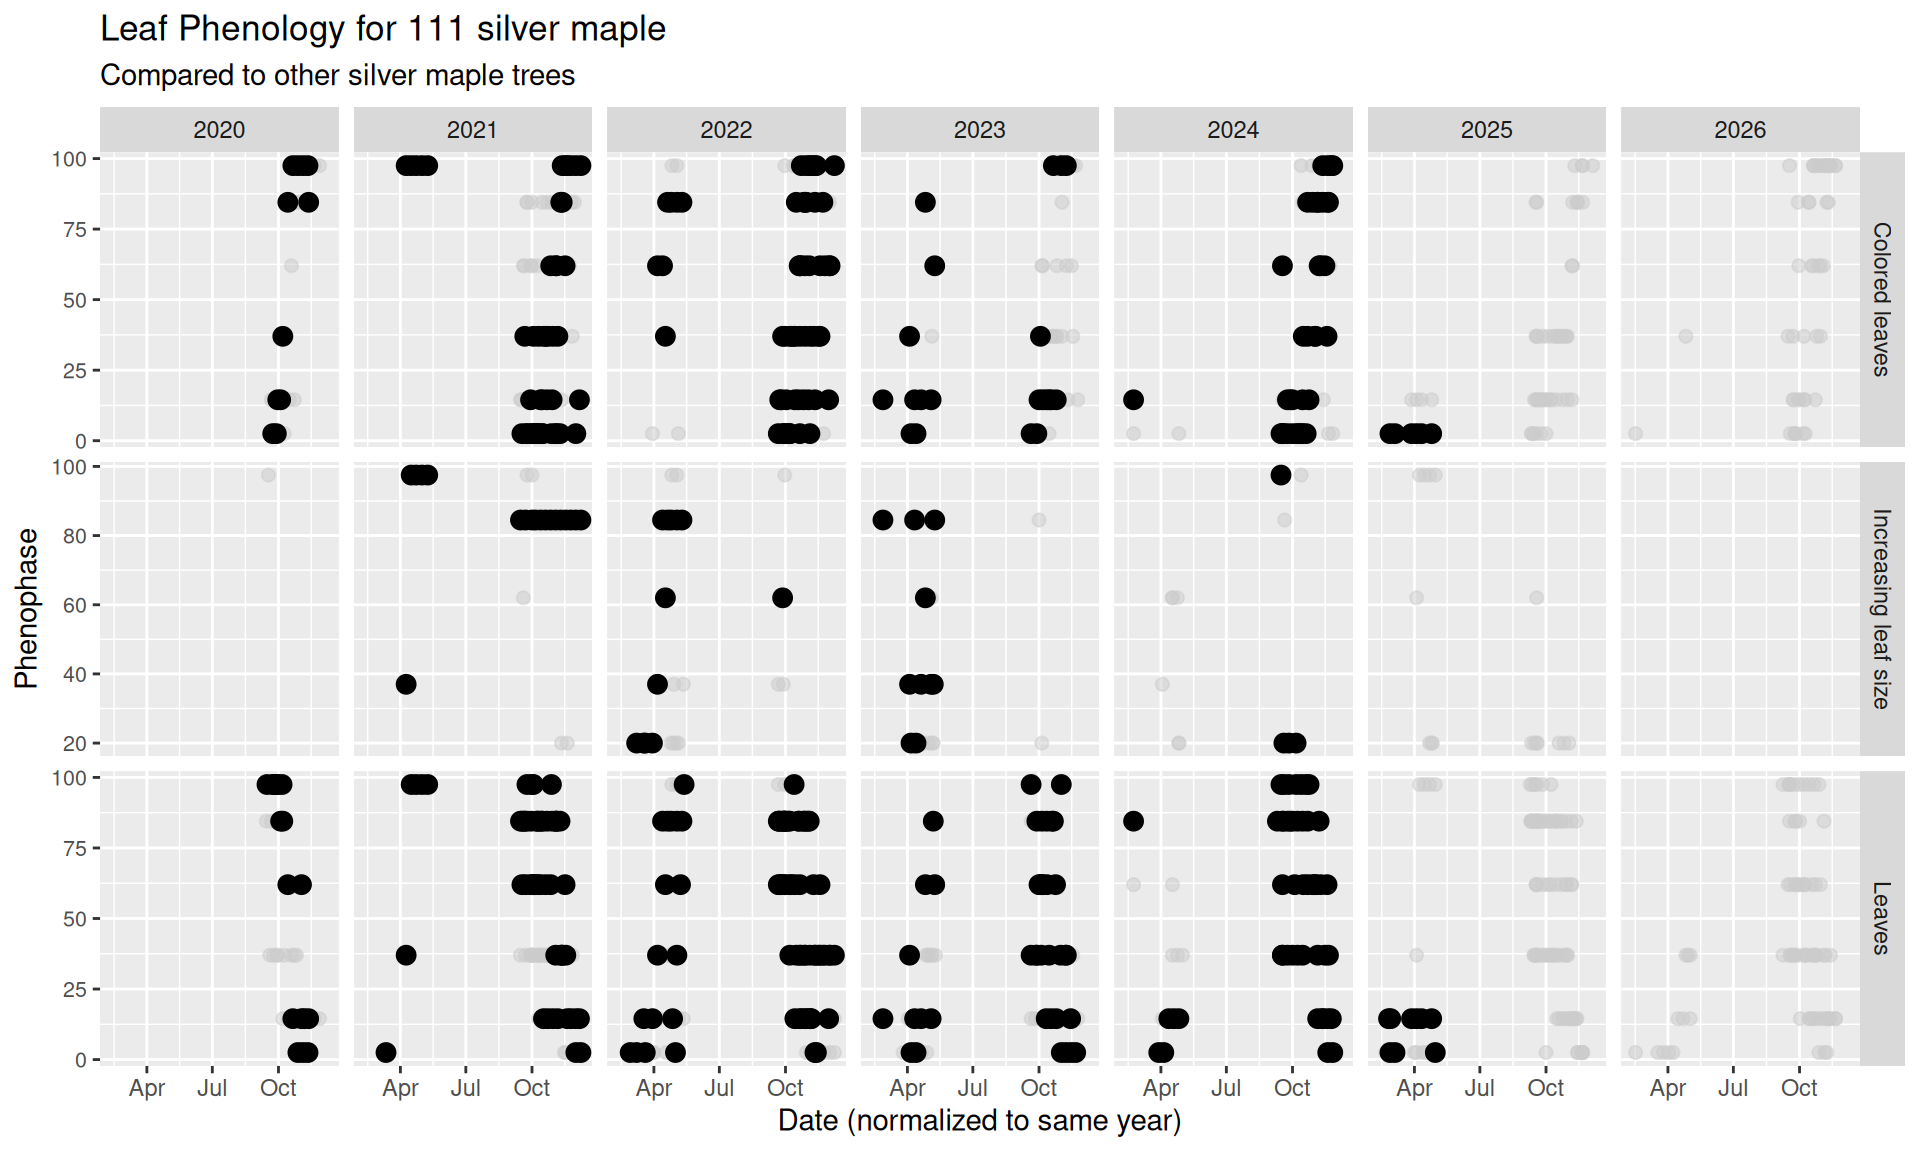 Leaf Phenology for 111 silver maple
Compared to other silver maple trees
2020 2021 2022 2023 2024 2025 2026
100
75
50
25
0
Colored leaves
100
80
60
40
20
Increasing leaf size
100
75
50
25
0
Leaves
Phenophase
Apr Jul Oct Apr Jul Oct Apr Jul Oct Apr Jul Oct Apr Jul Oct Apr Jul Oct Apr Jul Oct
Date (normalized to same year)